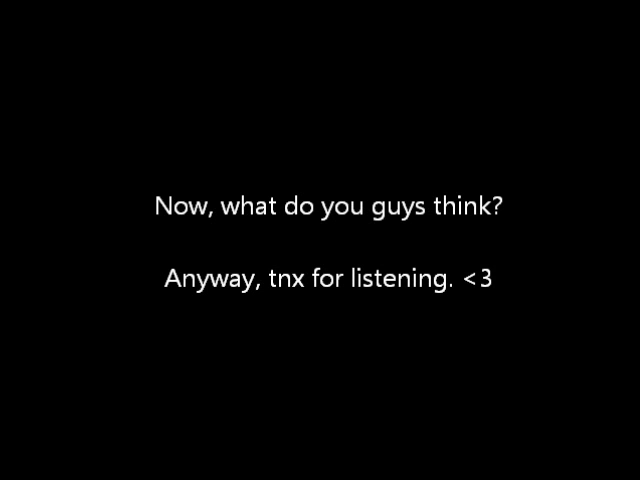 Now, what do you guys think?
Anyway, tnx for listening. <3